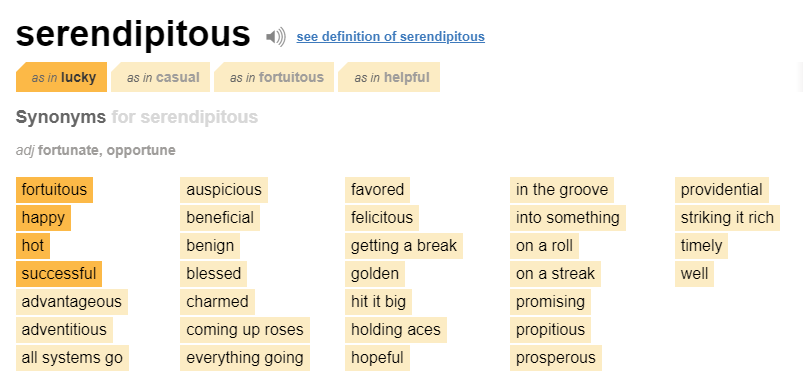 serendipitous see definition of serendipitous
as in lucky as in casual as in fortuitous as in helpful
Synonyms for serendipitous
adj fortunate, opportune
fortuitous auspicious favored in the groove providential
happy beneficial felicitous into something striking it rich
hot benign getting a break on a roll timely
successful blessed golden on a streak well
advantageous charmed hit it big promising
adventitious coming up roses holding aces propitious
all systems go everything going hopeful prosperous